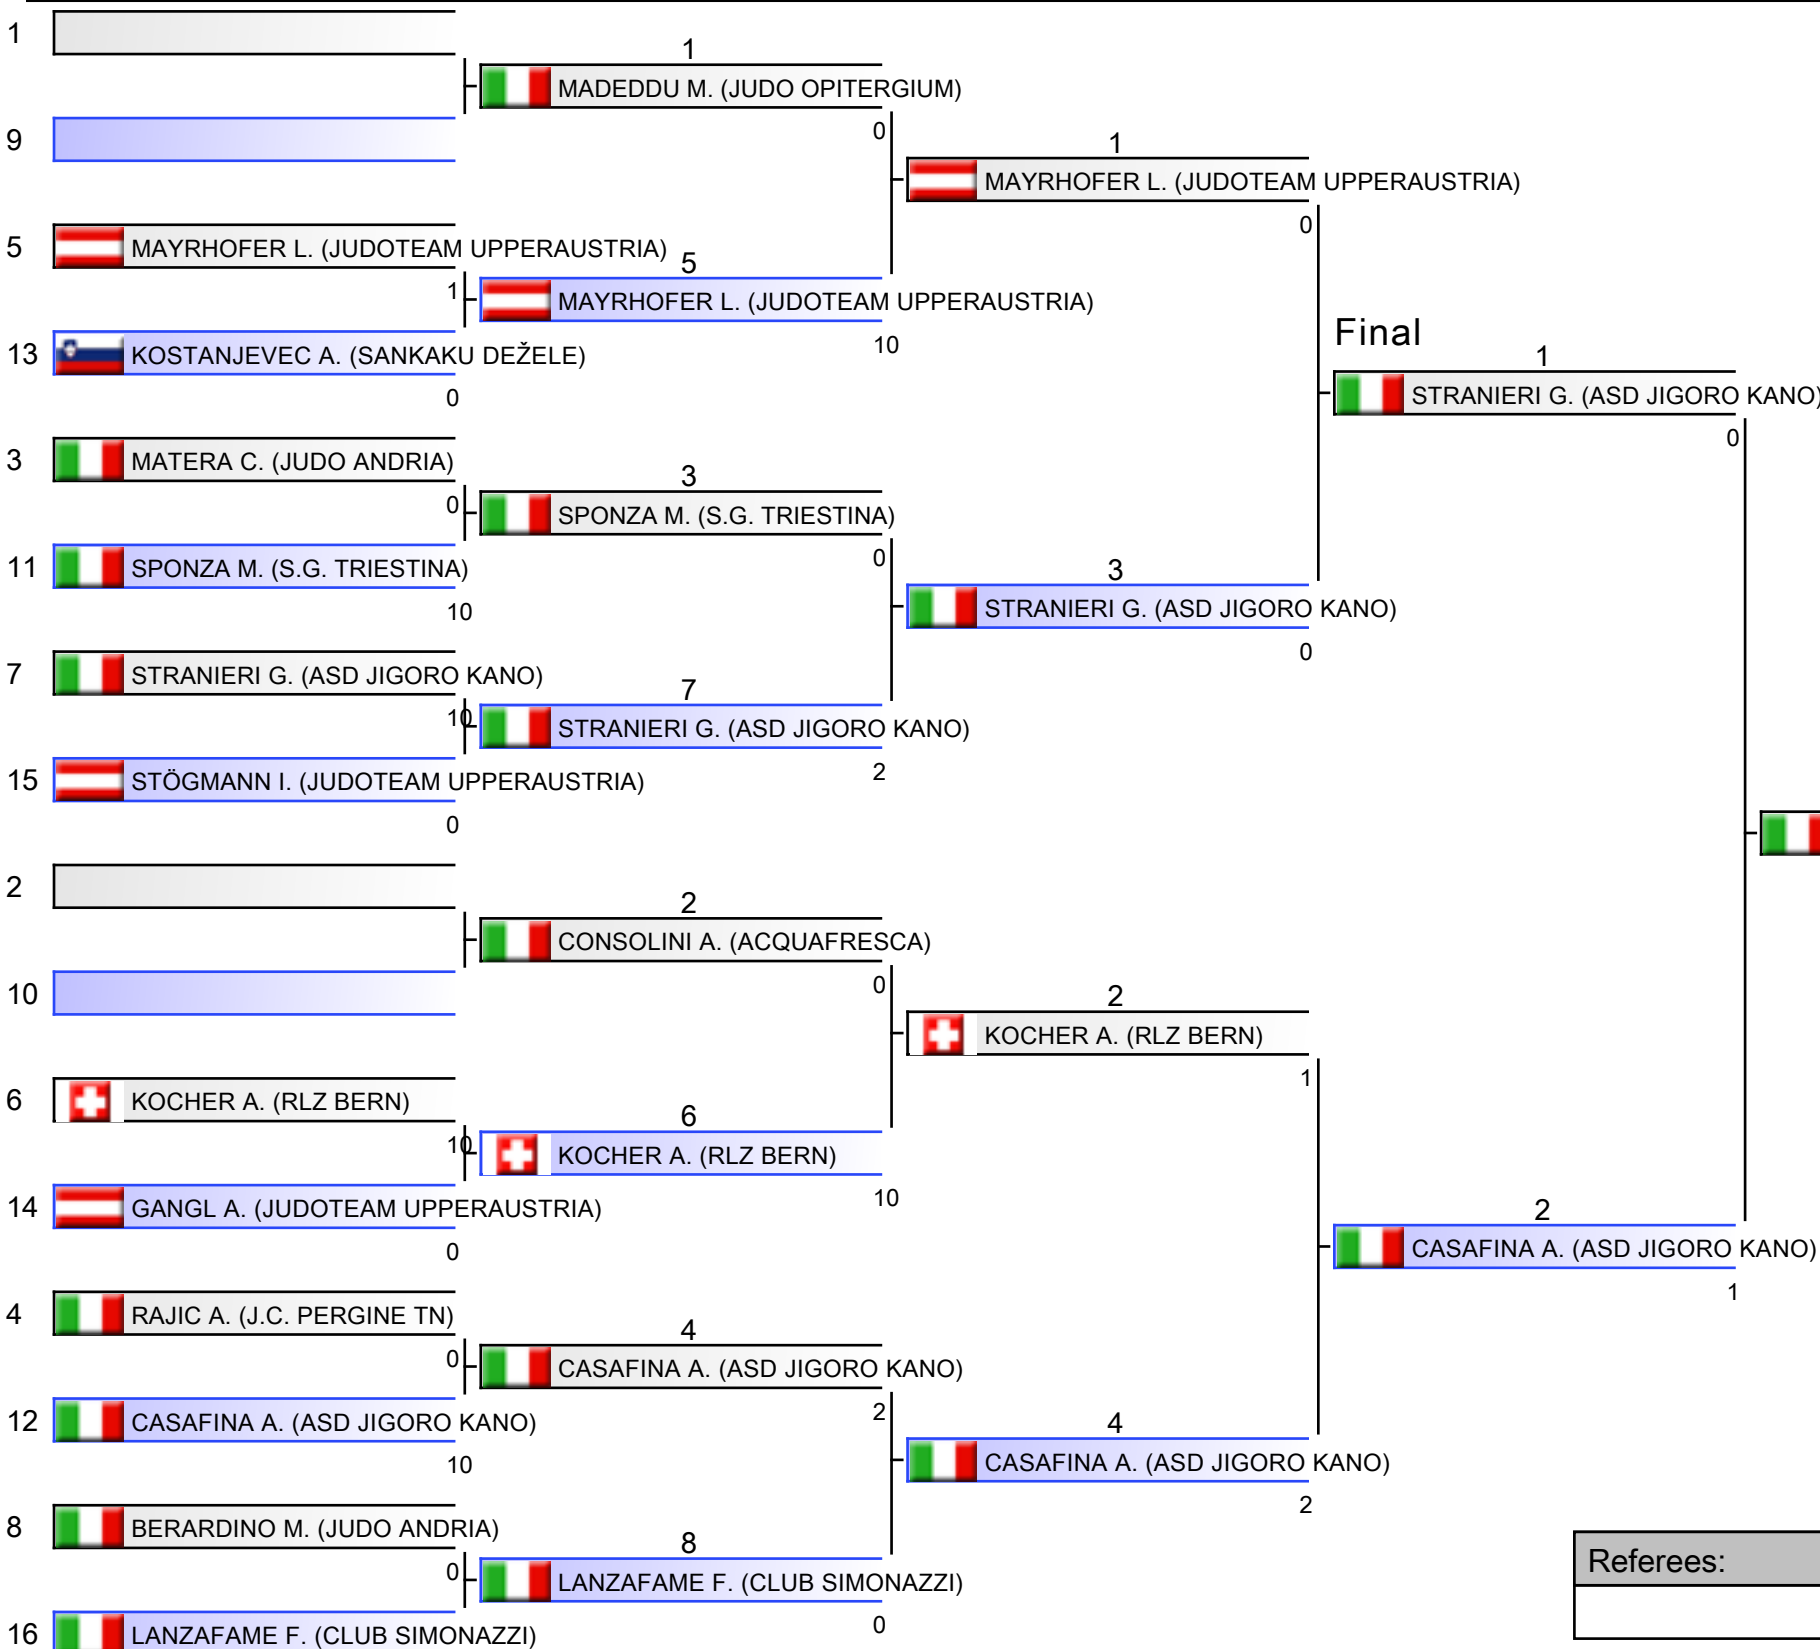 1
1
MADEDDU M. (JUDO OPITERGIUM)
0
9
1
MAYRHOFER L. (JUDOTEAM UPPERAUSTRIA)
0
5
MAYRHOFER L. (JUDOTEAM UPPERAUSTRIA)
1
5
MAYRHOFER L. (JUDOTEAM UPPERAUSTRIA)
10
13
KOSTANJEVEC A. (SANKAKU DEŽELE)
0
Final
1
STRANIERI G. (ASD JIGORO KANO)
0
3
MATERA C. (JUDO ANDRIA)
0
3
SPONZA M. (S.G. TRIESTINA)
0
11
SPONZA M. (S.G. TRIESTINA)
10
3
STRANIERI G. (ASD JIGORO KANO)
0
7
STRANIERI G. (ASD JIGORO KANO)
10
7
STRANIERI G. (ASD JIGORO KANO)
2
15
STÖGMANN I. (JUDOTEAM UPPERAUSTRIA)
0
2
2
CONSOLINI A. (ACQUAFRESCA)
0
10
2
KOCHER A. (RLZ BERN)
1
6
KOCHER A. (RLZ BERN)
10
6
KOCHER A. (RLZ BERN)
10
14
GANGL A. (JUDOTEAM UPPERAUSTRIA)
0
2
CASAFINA A. (ASD JIGORO KANO)
1
4
RAJIC A. (J.C. PERGINE TN)
0
4
CASAFINA A. (ASD JIGORO KANO)
2
12
CASAFINA A. (ASD JIGORO KANO)
10
4
CASAFINA A. (ASD JIGORO KANO)
2
8
BERARDINO M. (JUDO ANDRIA)
0
8
LANZAFAME F. (CLUB SIMONAZZI)
0
16
LANZAFAME F. (CLUB SIMONAZZI)
Referees: